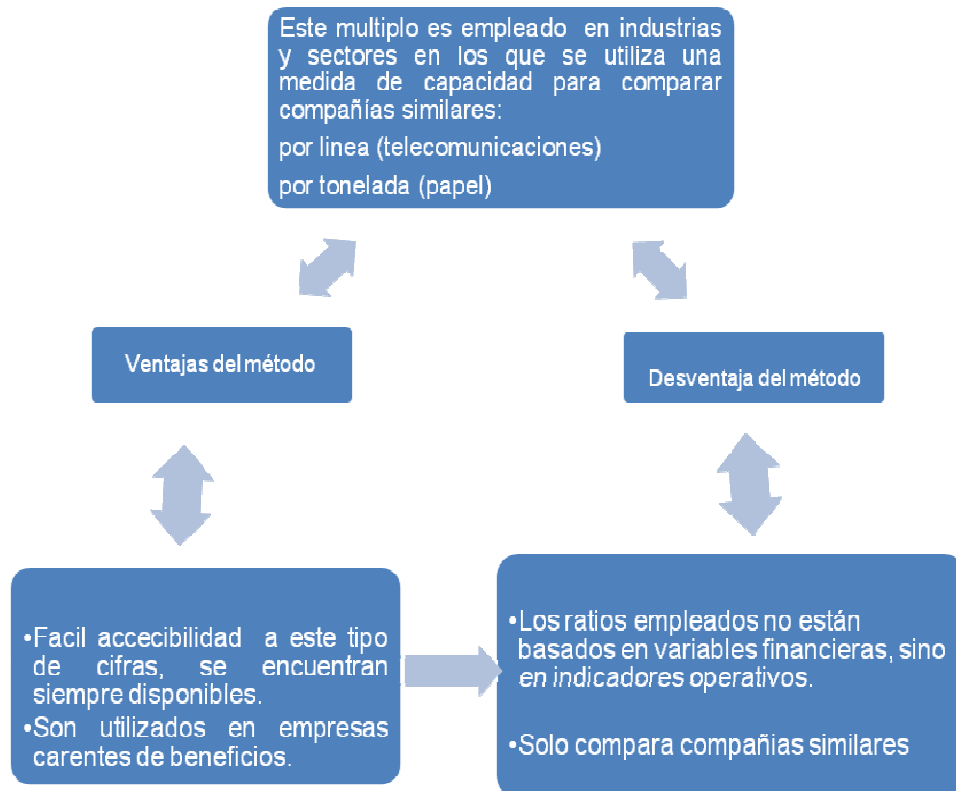 Este multiplo es empleado en industrias
y sectores en los que se utiliza una
medida de capacidad para comparar
compañías similares:
por linea (telecomunicaciones)
por tonelada (papel)
Ventajas del método
Desventaja del método
•Facil accecibilidad a este tipo
de cifras, se encuentran
siempre disponibles.
•Son utilizados en empresas
carentes de beneficios.
•Los ratios empleados no están
basados en variables financieras, sino
en indicadores operativos.
•Solo compara compañias similares